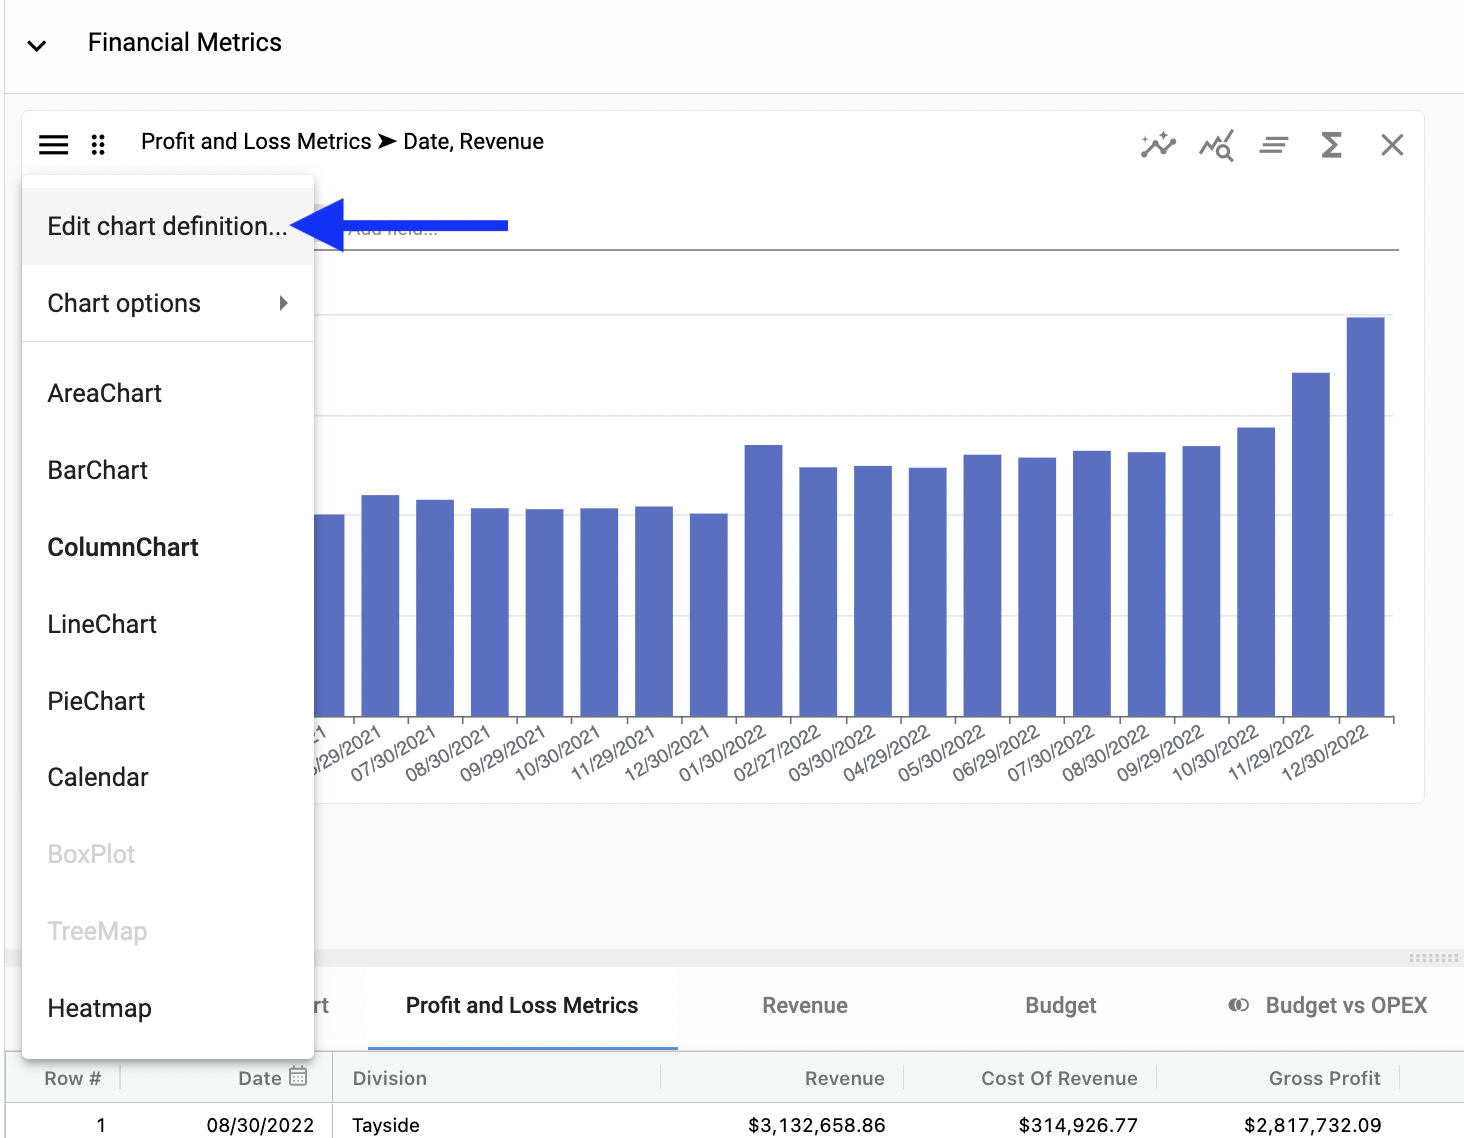 Financial Metrics
Profit and Loss Metrics ➤ Date, Revenue
Edit chart definition...
Add field...
Chart options
AreaChart
BarChart
ColumnChart
LineChart
PieChart
Calendar
BoxPlot
TreeMap
Heatmap
07/30/2021
08/30/2021
09/29/2021
10/30/2021
11/29/2021
12/30/2021
01/30/2022
02/27/2022
03/30/2022
04/29/2022
05/30/2022
06/29/2022
07/30/2022
08/30/2022
09/29/2022
10/30/2022
11/29/2022
12/30/2022
rt Profit and Loss Metrics Revenue Budget Budget vs OPEX
Row # Date Division Revenue Cost Of Revenue Gross Profit
1 08/30/2022 Tayside $3,132,658.86 $314,926.77 $2,817,732.09